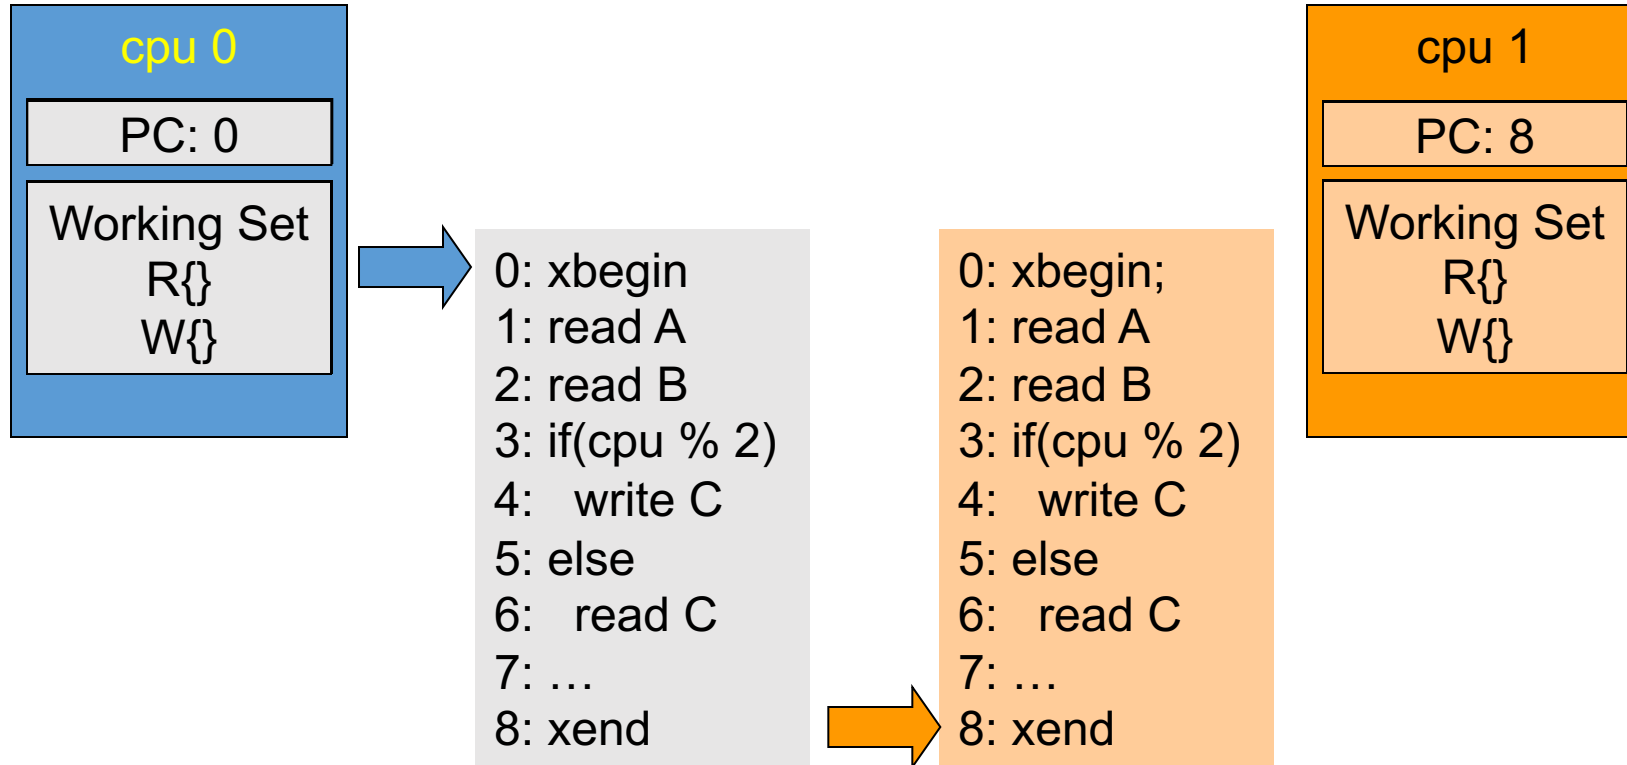 cpu 0
PC: 0
Working Set
R{}
W{}
0: xbegin
1: read A
2: read B
3: if(cpu % 2)
4: write C
5: else
6: read C
7: …
8: xend
0: xbegin;
1: read A
2: read B
3: if(cpu % 2)
4: write C
5: else
6: read C
7: …
8: xend
cpu 1
PC: 8
Working Set
R{}
W{}